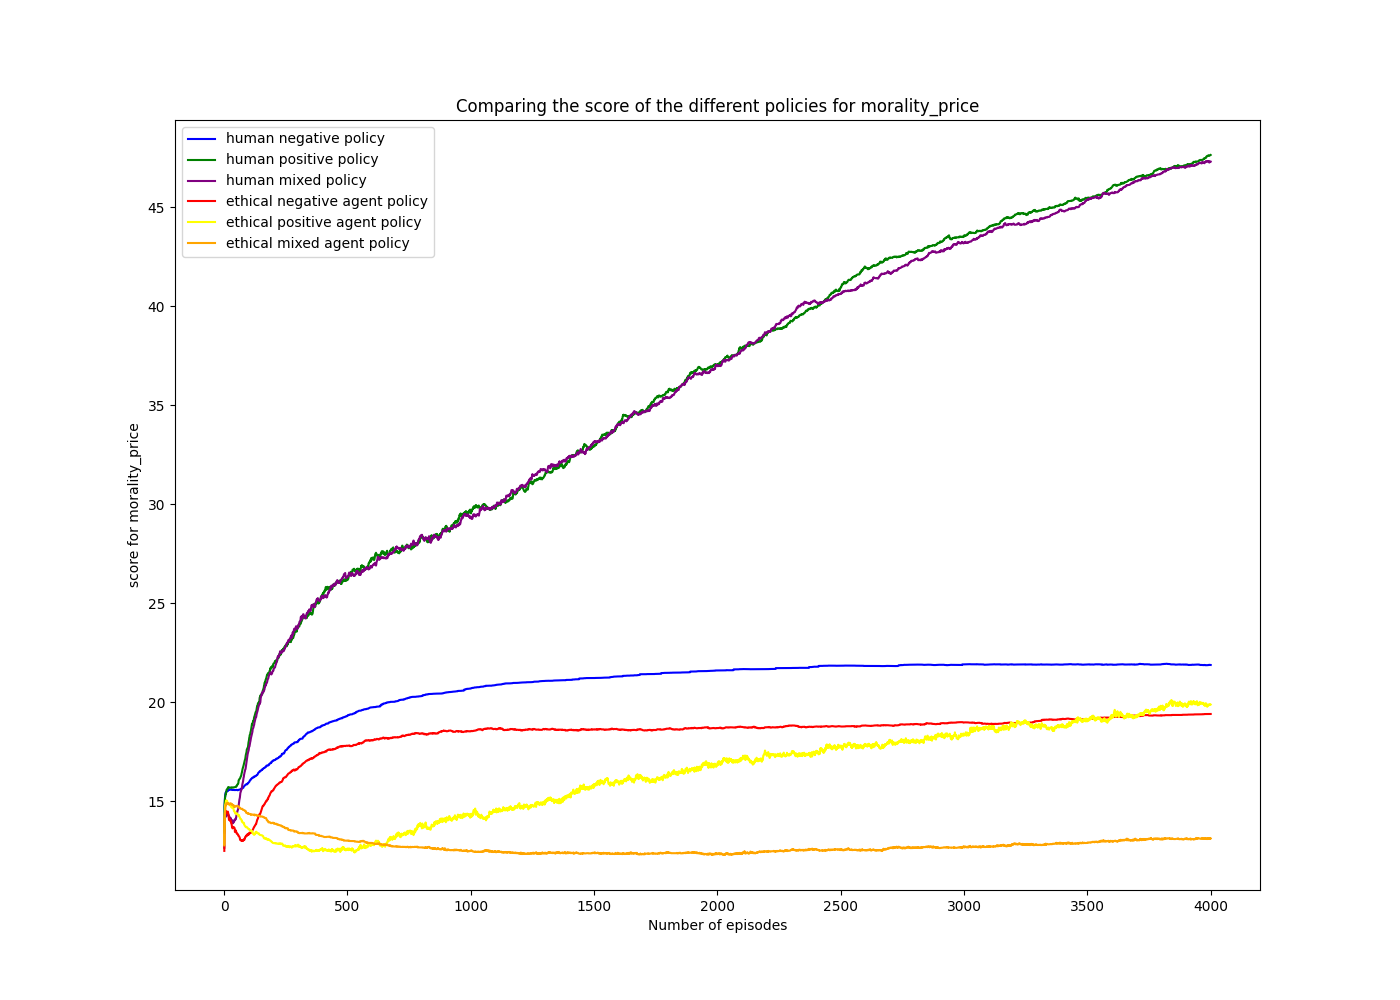 Comparing the score of the different policies for morality_price
human negative policy
human positive policy
human mixed policy
ethical negative agent policy
ethical positive agent policy
ethical mixed agent policy
score for morality_price
45
40
35
30
25
20
15
0 500 1000 1500 2000 2500 3000 3500 4000
Number of episodes